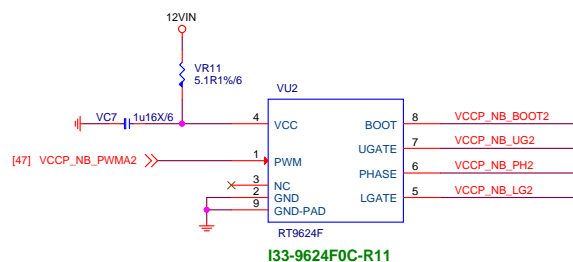 12VIN
VR11
5.1R1%/6
VU2
VC7 1u16X/6
4 VCC BOOT 8 VCCP_NB_BOOT2
UGATE 7 VCCP_NB_UG2
[47] VCCP_NB_PWMA2 1 PWM
PHASE 6 VCCP_NB_PH2
3 NC
2 GND LGATE 5 VCCP_NB_LG2
9 GND-PAD
RT9624F
I33-9624F0C-R11